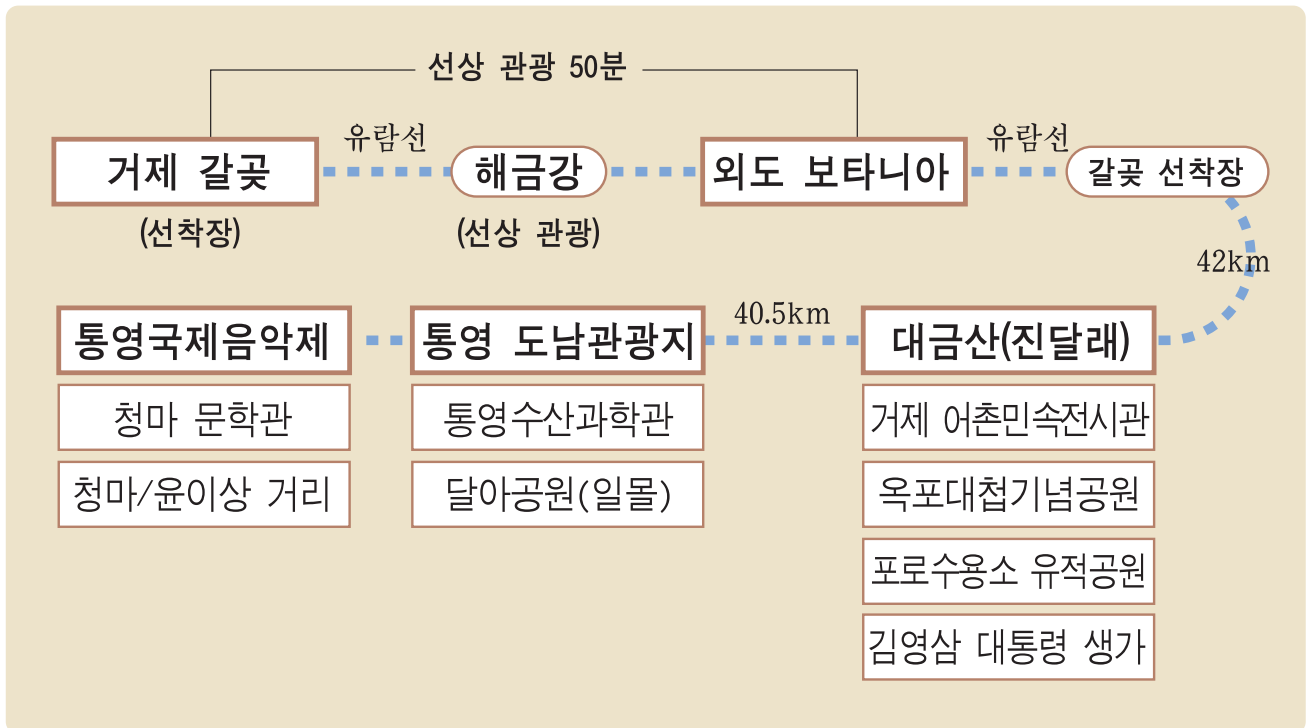 선상 관광 50분
유람선
유람선
거제 갈곶
해금강
외도 보타니아
갈곶 선착장
(선착장)
(선상 관광)
42km
40.5km
통영국제음악제
통영 도남관광지
대금산(진달래)
청마 문학관
통영수산과학관
거제 어촌민속전시관
청마/윤이상 거리
달아공원(일몰)
옥포대첩기념공원
포로수용소 유적공원
김영삼 대통령 생가